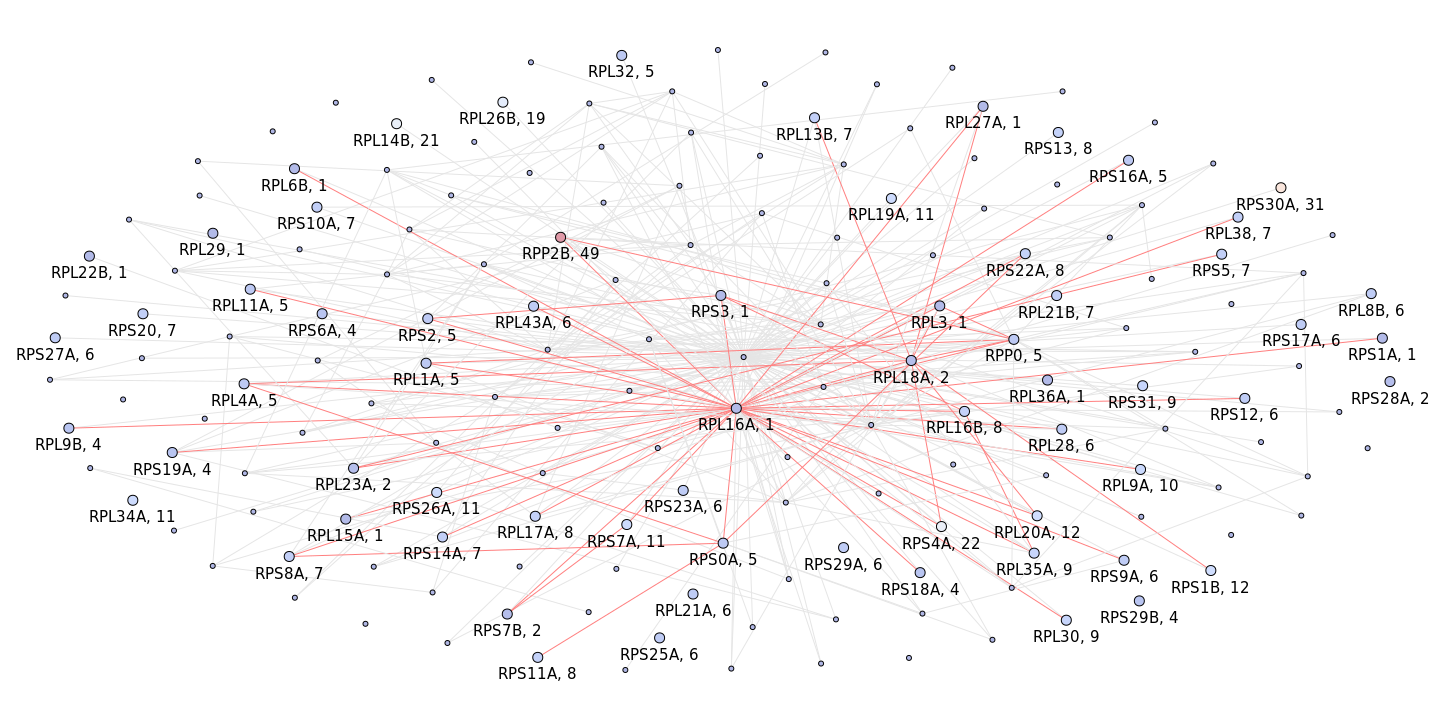 RPL32, 5
RPL26B, 19
RPL14B, 21
RPL13B, 7
RPL27A, 1
RPS13, 8
RPS16A, 5
RPL6B, 1
RPS30A, 31
RPS10A, 7
RPL19A, 11
RPL38, 7
RPL29, 1
RPP2B, 49
RPS22A, 8
RPS5, 7
RPL22B, 1
RPL11A, 5
RPS3, 1
RPL21B, 7
RPL8B, 6
RPS20, 7
RPS6A, 4
RPL43A, 6
RPL3, 1
RPS2, 5
RPS17A, 6
RPS27A, 6
RPP0, 5
RPS1A, 1
RPL1A, 5
RPL18A, 2
RPL4A, 5
RPL36A, 1
RPS31, 9
RPS28A, 2
RPS12, 6
RPL16A, 1
RPL16B, 8
RPL9B, 4
RPL28, 6
RPS19A, 4
RPL23A, 2
RPL9A, 10
RPS26A, 11
RPS23A, 6
RPL34A, 11
RPL15A, 1
RPL17A, 8
RPS7A, 11
RPS4A, 22
RPL20A, 12
RPS14A, 7
RPS8A, 7
RPS0A, 5
RPS29A, 6
RPL35A, 9
RPS9A, 6
RPS18A, 4
RPS1B, 12
RPL21A, 6
RPS29B, 4
RPS7B, 2
RPL30, 9
RPS25A, 6
RPS11A, 8